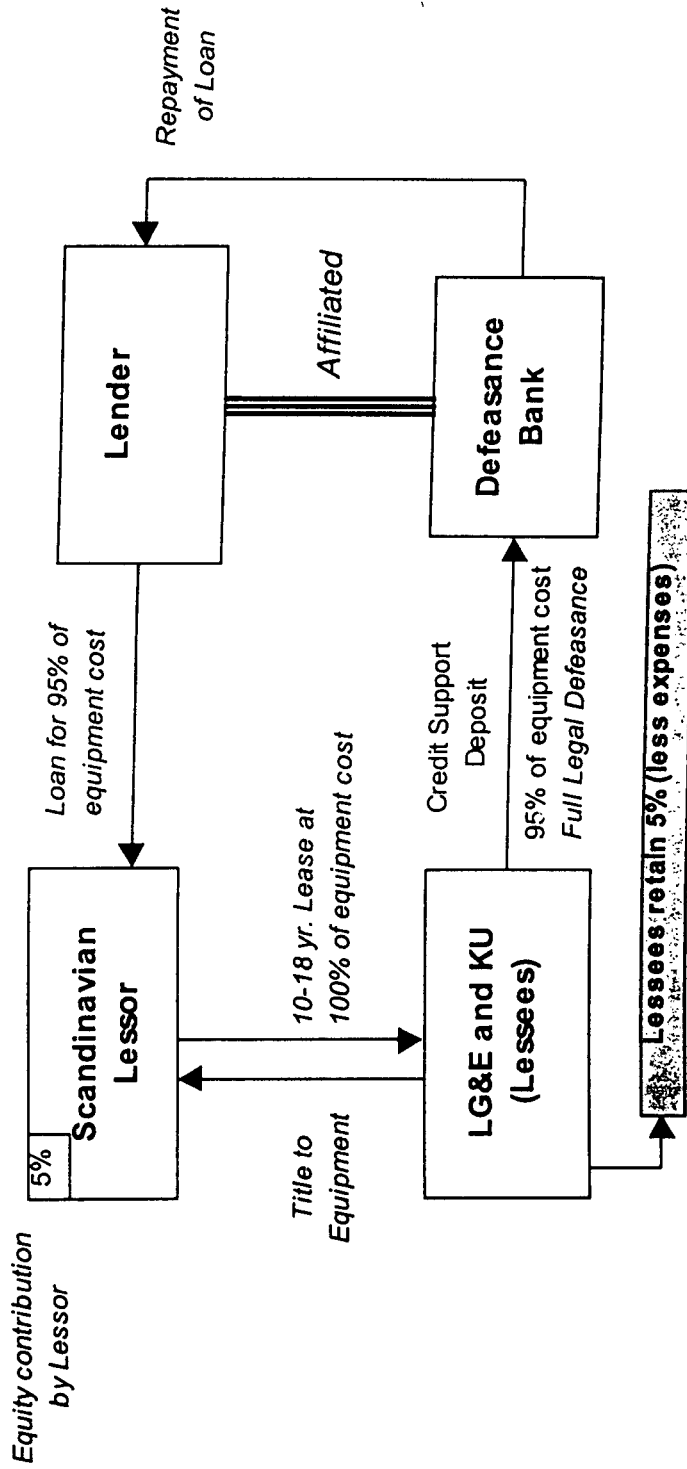 Equity contribution
by Lessor
5%
Scandinavian
Lessor
Loan for 95% of
equipment cost
Lender
Repayment
of Loan
Title to
Equipment
10-18 yr. Lease at
100% of equipment cost
Affiliated
LG&E and KU
(Lessees)
Credit Support
Deposit
95% of equipment cost
Full Legal Defeasance
Defeasance
Bank
Lessees retain 5% (less expenses)